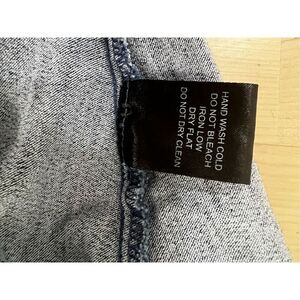 HAND WASH COLD
DO NOT BLEACH
IRON LOW
DRY FLAT
DO NOT DRY CLEAN